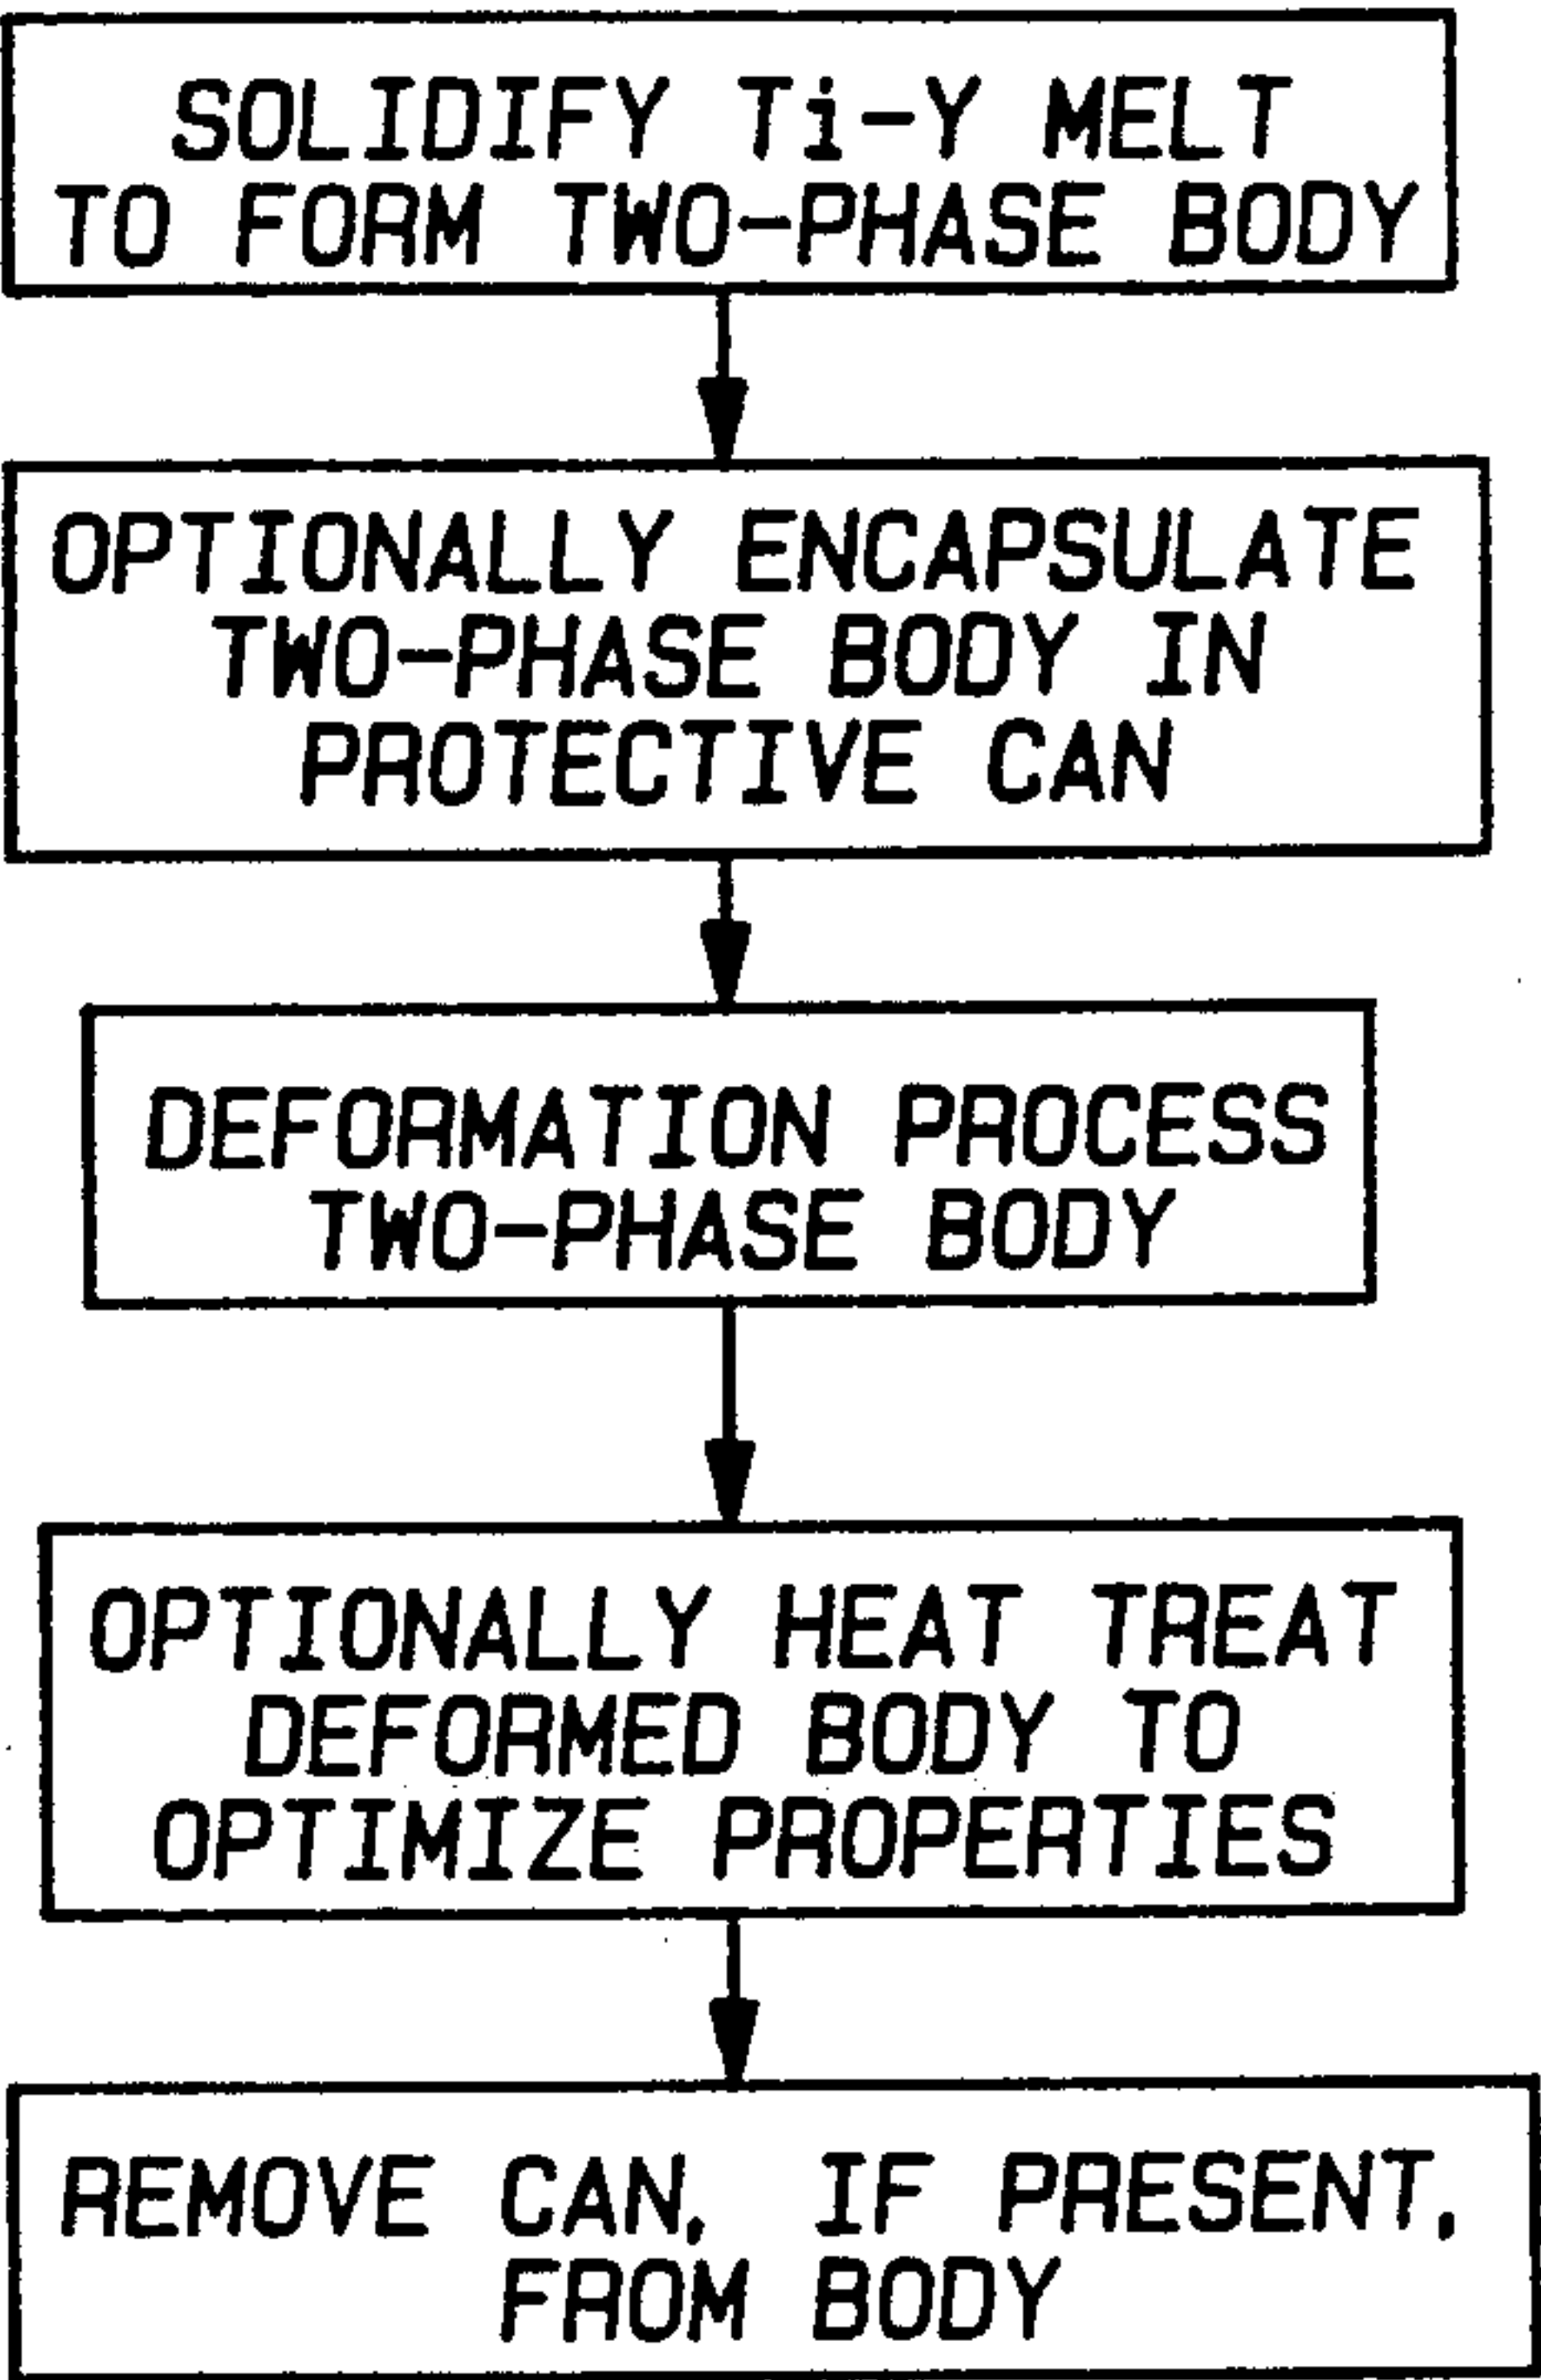 SOLIDIFY Ti-Y MELT
TO FORM TWO-PHASE BODY
OPTIONALLY ENCAPSULATE
TWO-PHASE BODY IN
PROTECTIVE CAN
DEFORMATION PROCESS
TWO-PHASE BODY
OPTIONALLY HEAT TREAT
DEFORMED BODY TO
OPTIMIZE PROPERTIES
REMOVE CAN, IF PRESENT,
FROM BODY